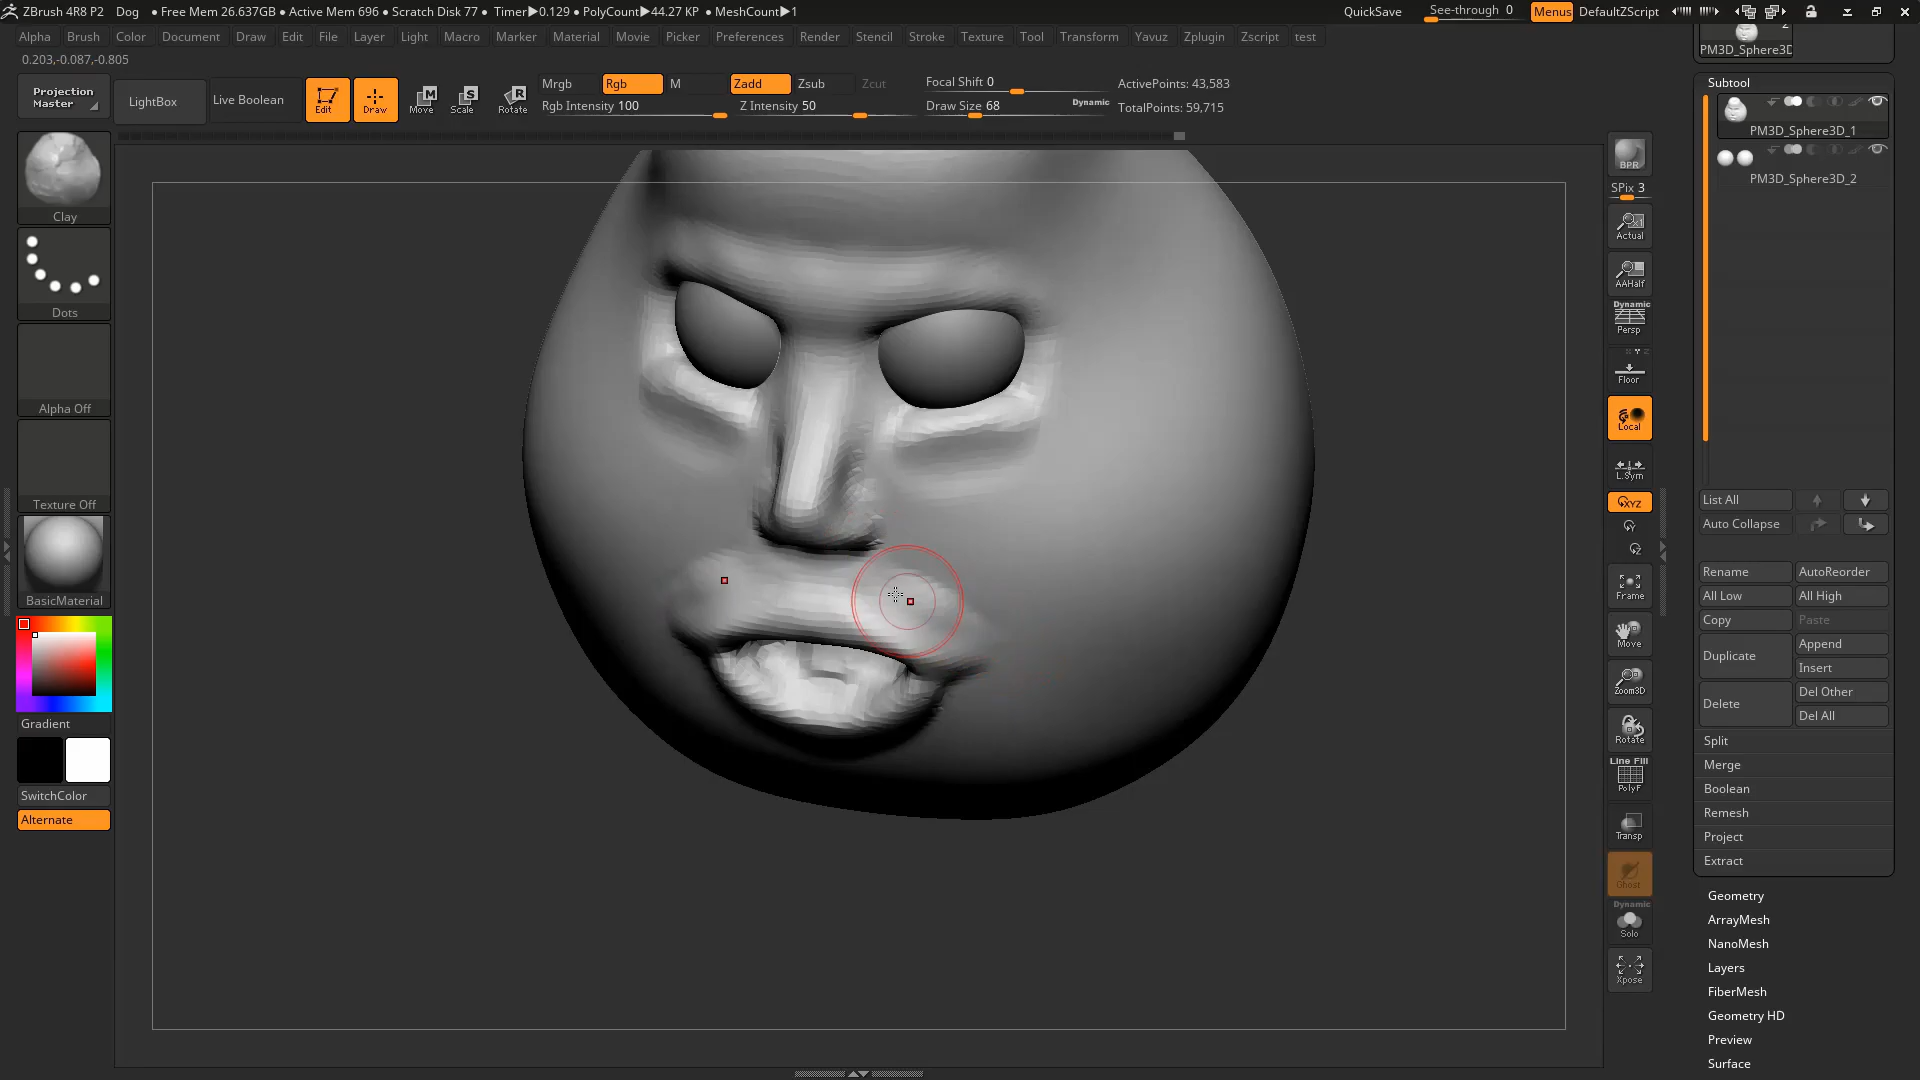 ZBrush 4R8 P2 Dog • Free Mem 26.637GB • Active Mem 696 • Scratch Disk 77 • Timer▶0.129 • PolyCount▶44.27 KP • MeshCount▶1 QuickSave See-through 0 Menus DefaultZScript
Alpha Brush Color Document Draw Edit File Layer Light Macro Marker Material Movie Picker Preferences Render Stencil Stroke Texture Tool Transform Yavuz Zplugin Zscript test
0.203,-0.087,-0.805
Projection Master
LightBox
Live Boolean
Edit
Draw
M
Move
S
Scale
R
Rotate
Mrgb Rgb M Zadd Zsub Zcut
Rgb Intensity 100 Z Intensity 50
Focal Shift 0
Draw Size 68 Dynamic
ActivePoints: 43,583
TotalPoints: 59,715
Clay
Dots
Alpha Off
Texture Off
BasicMaterial
Gradient
SwitchColor
Alternate
BPR
SPix 3
Actual
AAHalf
Dynamic
Persp
Floor
Local
L.Sym
XYZ
Y
Z
Frame
Move
Zoom3D
Rotate
Line Fill
PolyF
Transp
Ghost
Dynamic
Solo
Xpose
PM3D_Sphere3D
Subtool
PM3D_Sphere3D_1
PM3D_Sphere3D_2
List All
Auto Collapse
Rename AutoReorder
All Low All High
Copy Paste
Duplicate Append
Insert
Delete Del Other
Del All
Split
Merge
Boolean
Remesh
Project
Extract
Geometry
ArrayMesh
NanoMesh
Layers
FiberMesh
Geometry HD
Preview
Surface